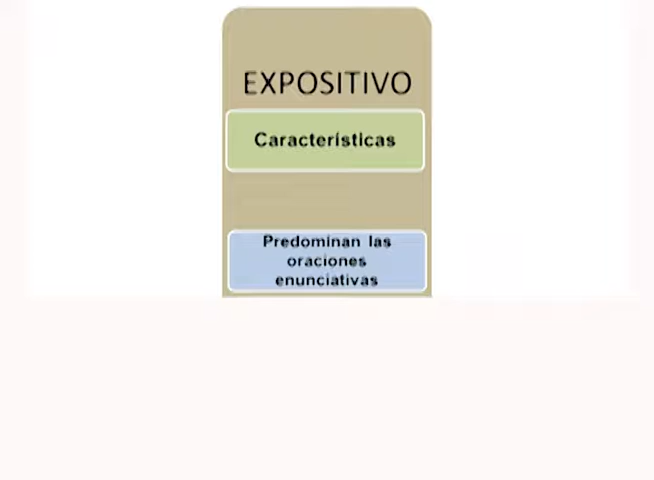 EXPOSITIVO
Características
Predominan las
oraciones
enunciativas